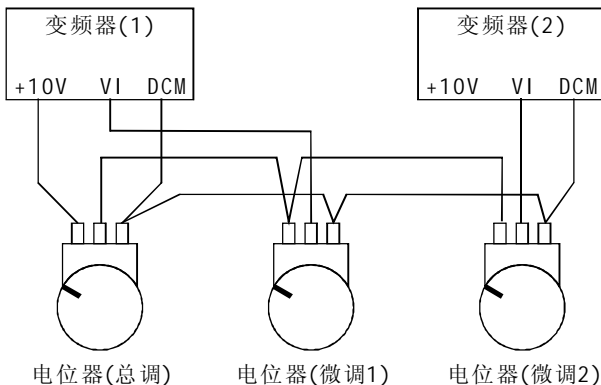 变频器(1)
变频器(2)
+10V VI DCM
+10V VI DCM
电位器(总调)
电位器(微调1)
电位器(微调2)